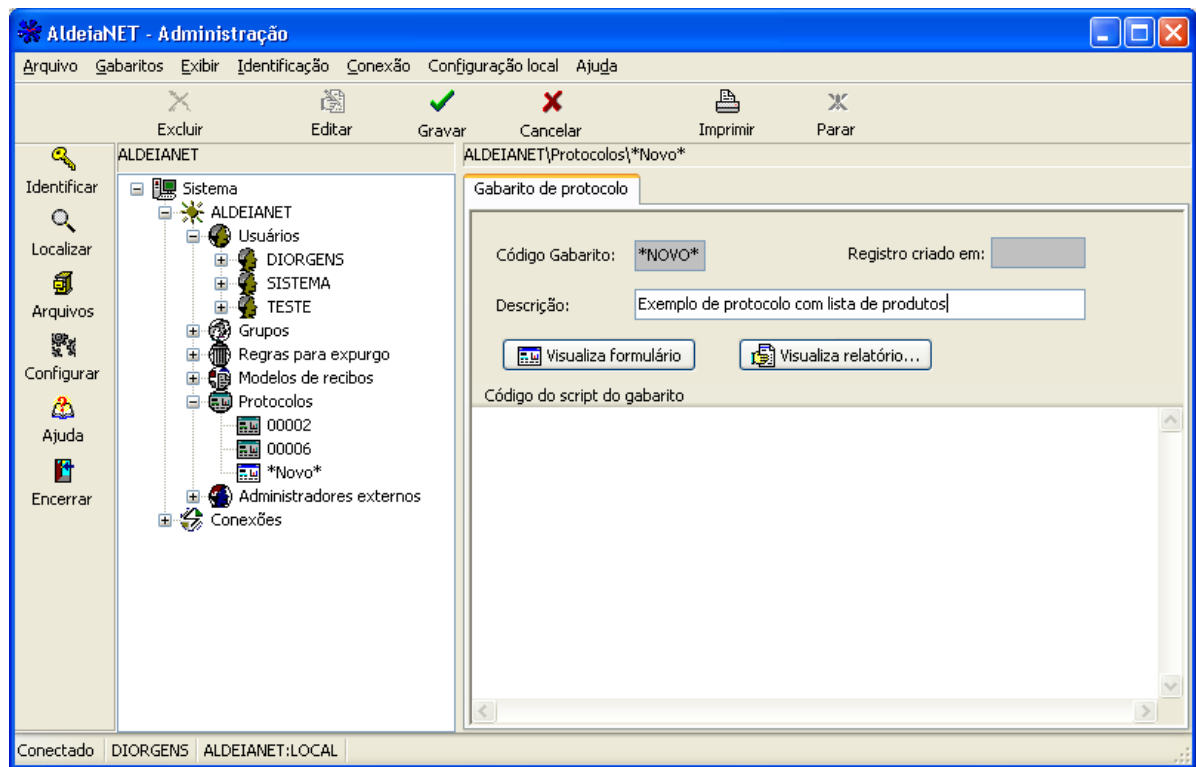 AldeiaNET - Administração
Arquivo Gabaritos Exibir Identificação Conexão Configuração local Ajuda
Excluir Editar Gravar Cancelar Imprimir Parar
Identificar
Localizar
Arquivos
Configurar
Ajuda
Encerrar
ALDEIANET
Sistema
ALDEIANET
Usuários
DIORGENS
SISTEMA
TESTE
Grupos
Regras para expurgo
Modelos de recibos
Protocolos
00002
00006
*Novo*
Administradores externos
Conexões
ALDEIANET\Protocolos\*Novo*
Gabarito de protocolo
Código Gabarito: *NOVO* Registro criado em:
Descrição: Exemplo de protocolo com lista de produtos
Visualiza formulário Visualiza relatório...
Código do script do gabarito
Conectado DIORGENS ALDEIANET:LOCAL